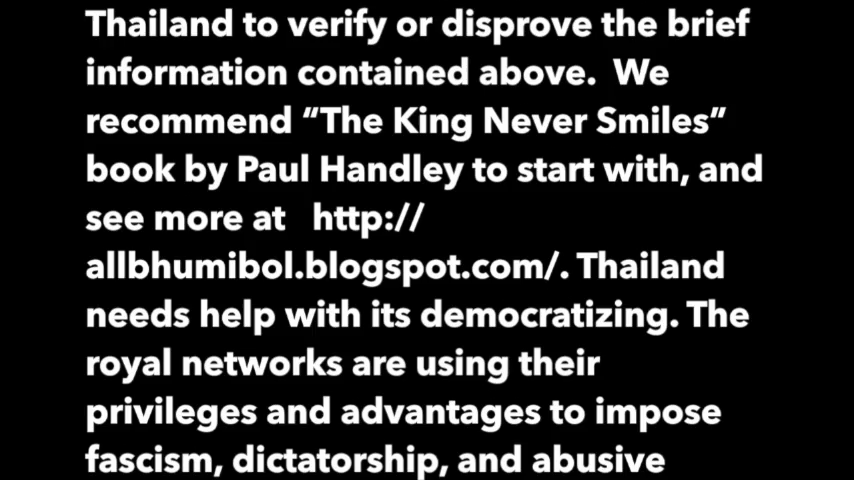 Thailand to verify or disprove the brief
information contained above.  We
recommend “The King Never Smiles”
book by Paul Handley to start with, and
see more at   http://
allbhumibol.blogspot.com/. Thailand
needs help with its democratizing. The
royal networks are using their
privileges and advantages to impose
fascism, dictatorship, and abusive